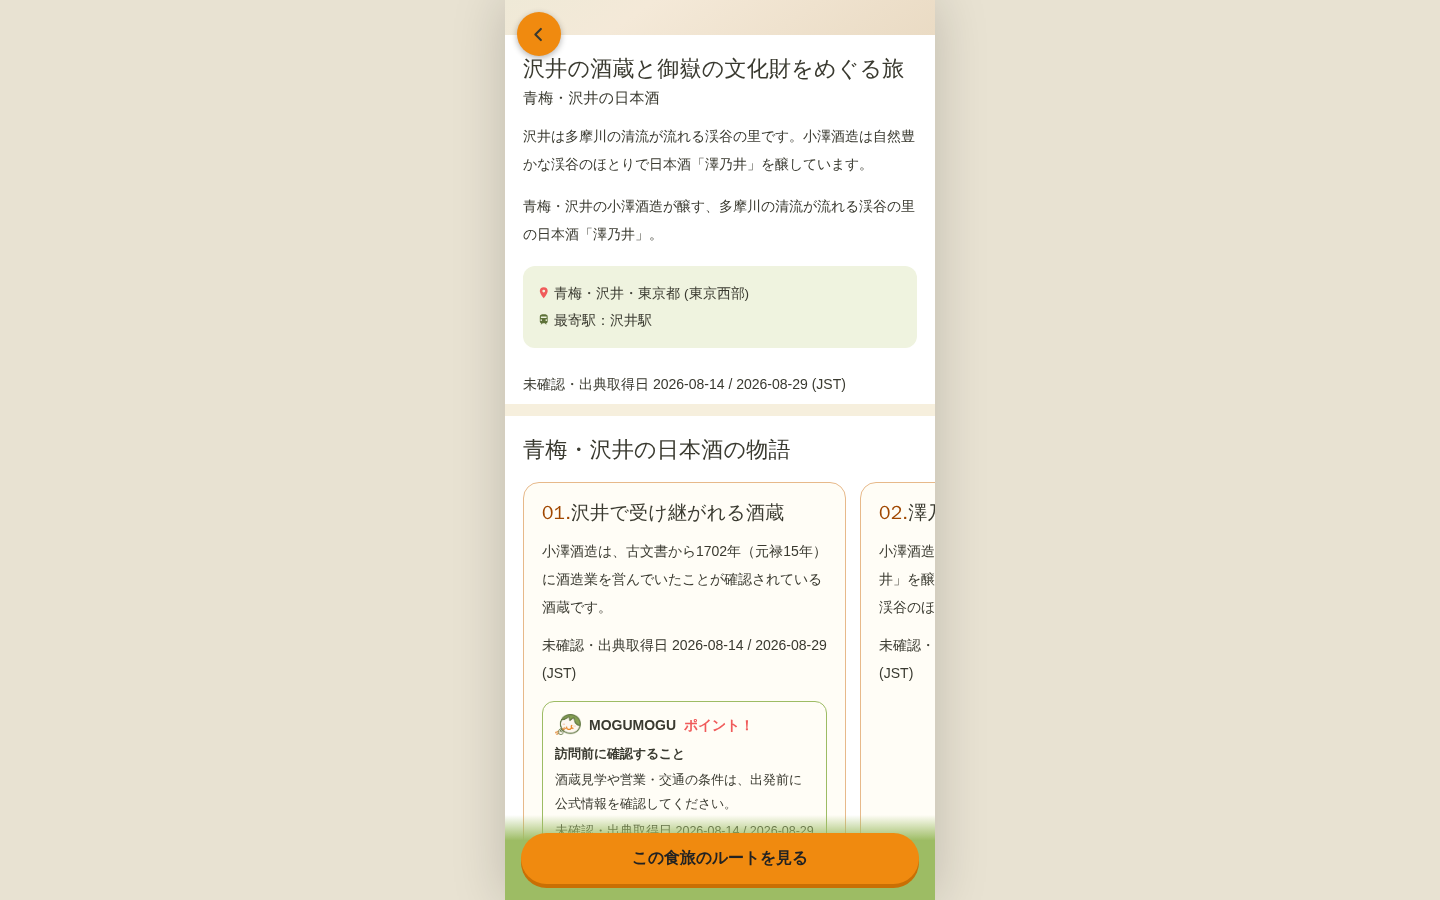 沢井の酒蔵と御嶽の文化財をめぐる旅
青梅・沢井の日本酒
沢井は多摩川の清流が流れる渓谷の里です。小澤酒造は自然豊
かな渓谷のほとりで日本酒「澤乃井」を醸しています。
青梅・沢井の小澤酒造が醸す、多摩川の清流が流れる渓谷の里
の日本酒「澤乃井」。
青梅・沢井・東京都 (東京西部)
最寄駅：沢井駅
未確認・出典取得日 2026-08-14 / 2026-08-29 (JST)
青梅・沢井の日本酒の物語
01.沢井で受け継がれる酒蔵
小澤酒造は、古文書から1702年（元禄15年）
に酒造業を営んでいたことが確認されている
酒蔵です。
未確認・出典取得日 2026-08-14 / 2026-08-29
(JST)
MOGUMOGU ポイント！
訪問前に確認すること
酒蔵見学や営業・交通の条件は、出発前に
公式情報を確認してください。
未確認・出典取得日 2026-08-14 / 2026-08-29
02.澤
小澤酒造
井」を醸
渓谷のほ
未確認・
(JST)
この食旅のルートを見る